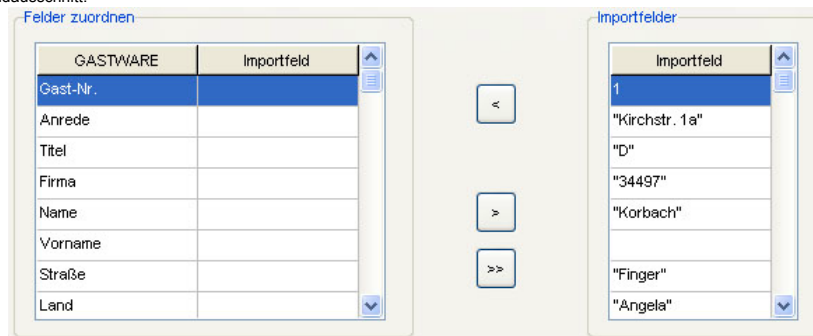 Felder zuordnen
GASTWARE Importfeld
Gast-Nr.
Anrede
Titel
Firma
Name
Vorname
Straße
Land
<
>
>>
Importfelder
Importfeld
1
"Kirchstr. 1a"
"D"
"34497"
"Korbach"
"Finger"
"Angela"